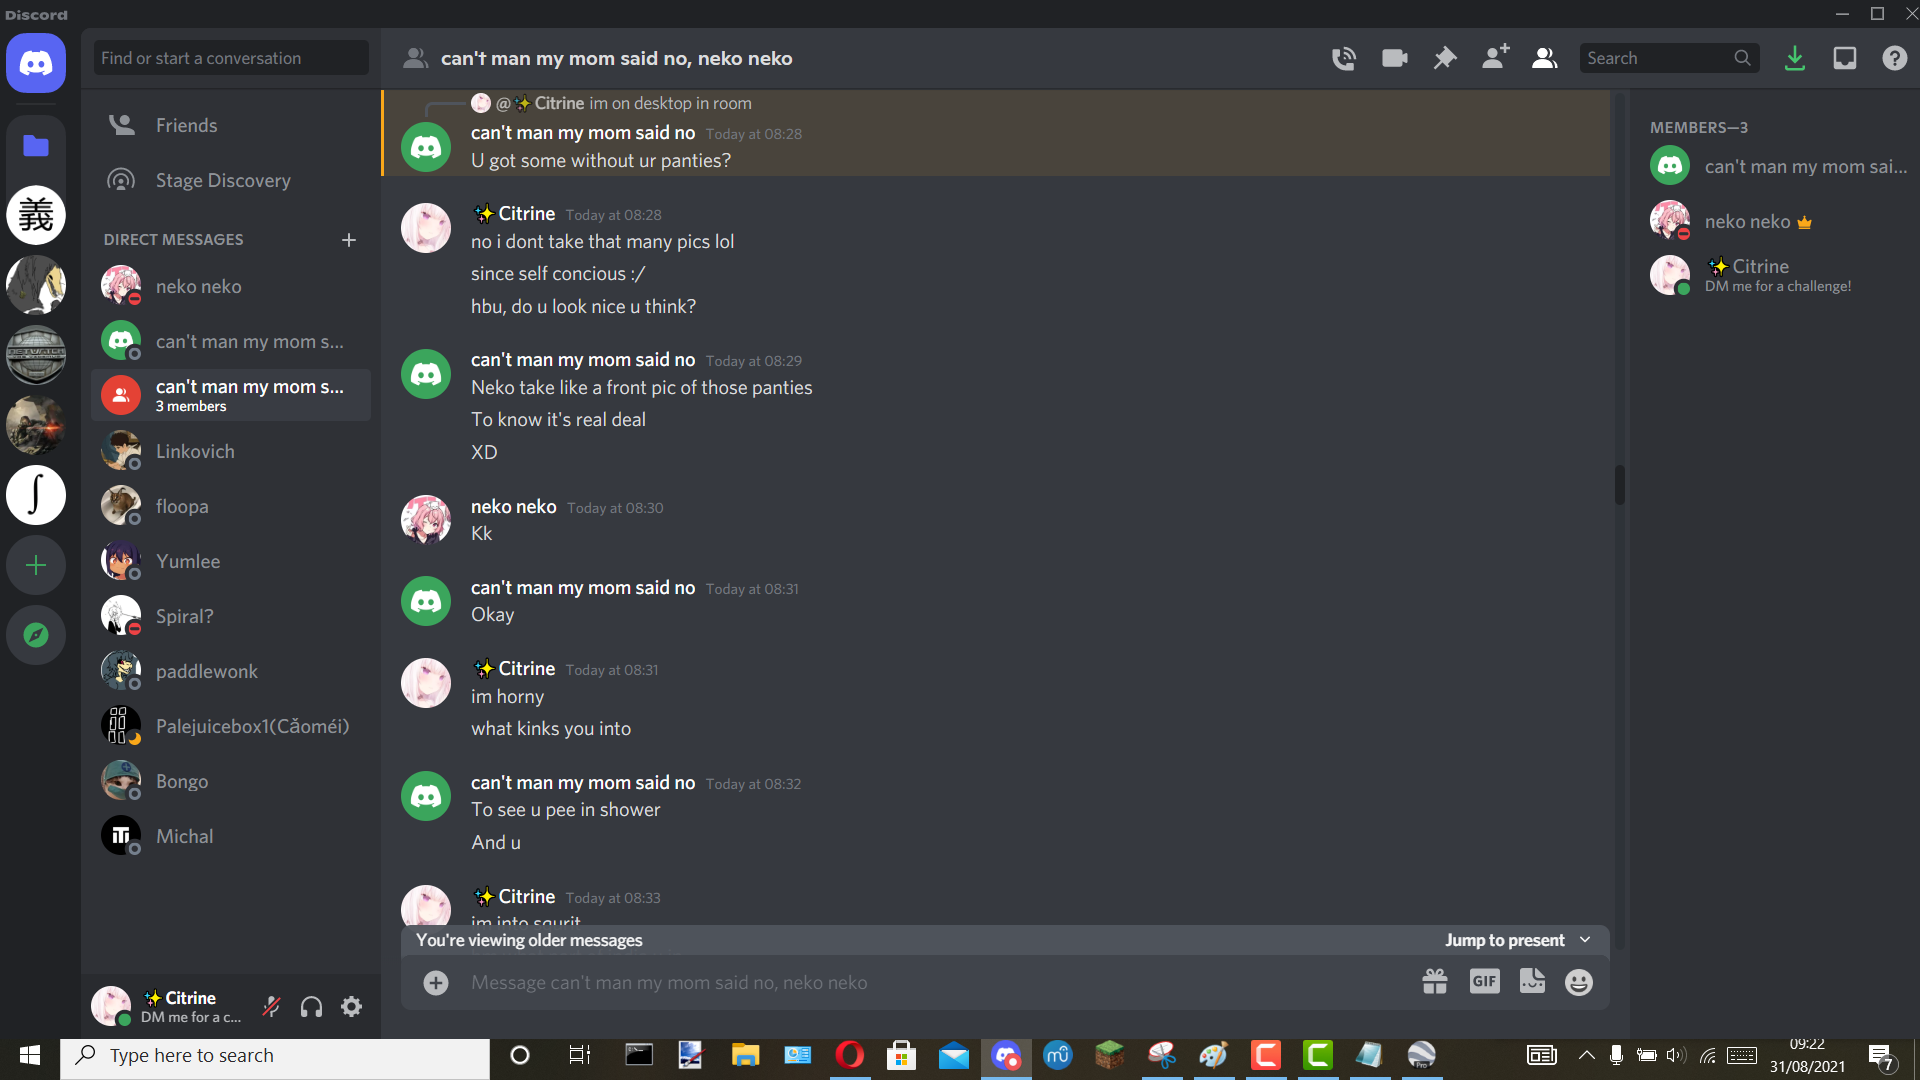 Discord
Find or start a conversation
can't man my mom said no, neko neko
Search
Friends
Stage Discovery
DIRECT MESSAGES
neko neko
can't man my mom s...
can't man my mom s...
3 members
Linkovich
floopa
Yumlee
Spiral?
paddlewonk
Palejuicebox1(Cǎoméi)
Bongo
Michal
✨Citrine
DM me for a c...
義
∫
@✨Citrine im on desktop in room
can't man my mom said no Today at 08:28
U got some without ur panties?
✨Citrine Today at 08:28
no i dont take that many pics lol
since self concious :/
hbu, do u look nice u think?
can't man my mom said no Today at 08:29
Neko take like a front pic of those panties
To know it's real deal
XD
neko neko Today at 08:30
Kk
can't man my mom said no Today at 08:31
Okay
✨Citrine Today at 08:31
im horny
what kinks you into
can't man my mom said no Today at 08:32
To see u pee in shower
And u
✨Citrine Today at 08:33
im into squrit
You're viewing older messages
Jump to present
Message can't man my mom said no, neko neko
GIF
MEMBERS—3
can't man my mom sai...
neko neko
✨Citrine
DM me for a challenge!
Type here to search
09:22
31/08/2021
7